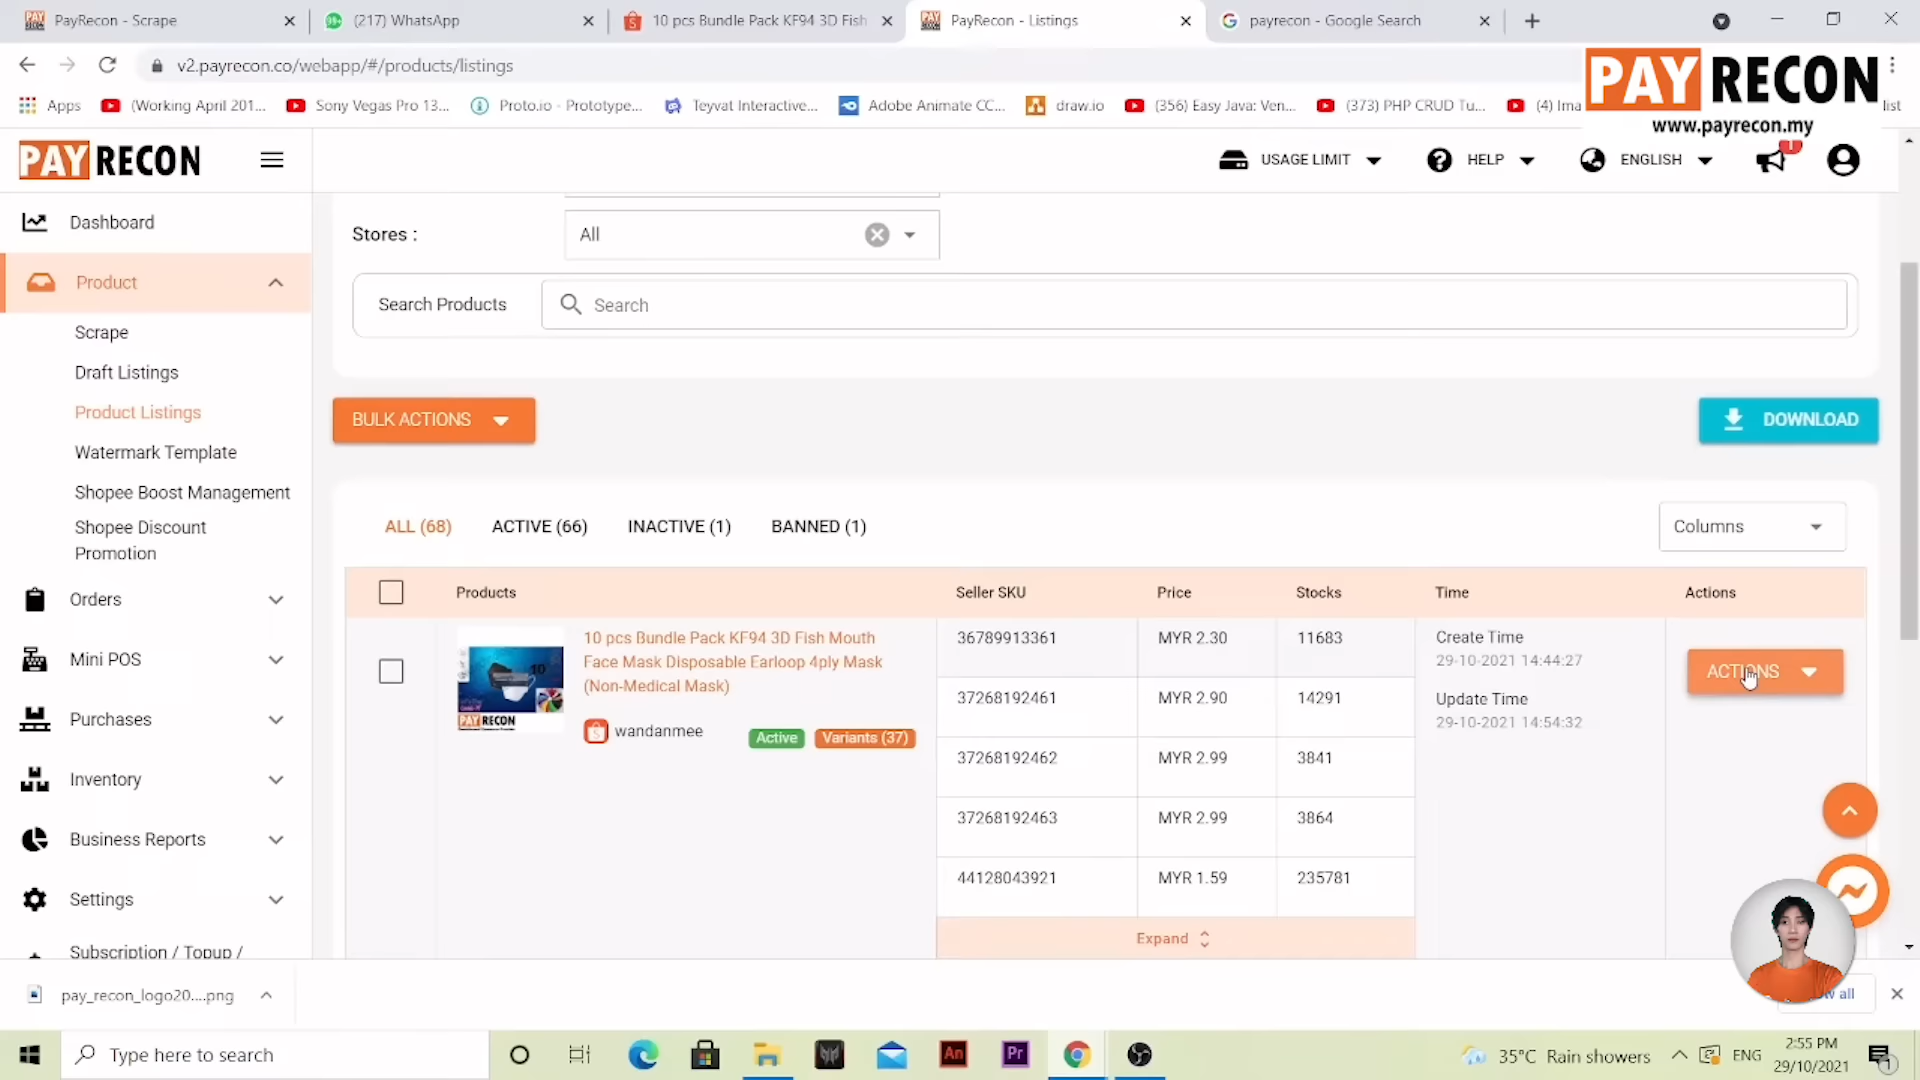 PayRecon - Scrape
(217) WhatsApp
10 pcs Bundle Pack KF94 3D Fish
PayRecon - Listings
payrecon - Google Search
v2.payrecon.co/webapp/#/products/listings
PAY RECON
www.payrecon.my
Apps
(Working April 201...
Sony Vegas Pro 13...
Proto.io - Prototype...
Teyvat Interactive...
Adobe Animate CC...
draw.io
(356) Easy Java: Ven...
(373) PHP CRUD Tu...
(4) Ima
ist
PAY RECON
USAGE LIMIT
HELP
ENGLISH
Dashboard
Product
Scrape
Draft Listings
Product Listings
Watermark Template
Shopee Boost Management
Shopee Discount
Promotion
Orders
Mini POS
Purchases
Inventory
Business Reports
Settings
Subscription / Topup /
Stores :
All
Search Products
Search
BULK ACTIONS
DOWNLOAD
ALL (68)
ACTIVE (66)
INACTIVE (1)
BANNED (1)
Columns
Products
Seller SKU
Price
Stocks
Time
Actions
10 pcs Bundle Pack KF94 3D Fish Mouth
Face Mask Disposable Earloop 4ply Mask
(Non-Medical Mask)
wandanmee
Active
Variants (37)
10
PAY RECON
36789913361
MYR 2.30
11683
37268192461
MYR 2.90
14291
37268192462
MYR 2.99
3841
37268192463
MYR 2.99
3864
44128043921
MYR 1.59
235781
Expand
Create Time
29-10-2021 14:44:27
Update Time
29-10-2021 14:54:32
ACTIONS
pay_recon_logo20....png
all
Type here to search
An
Pr
35°C Rain showers
ENG
2:55 PM
29/10/2021
1